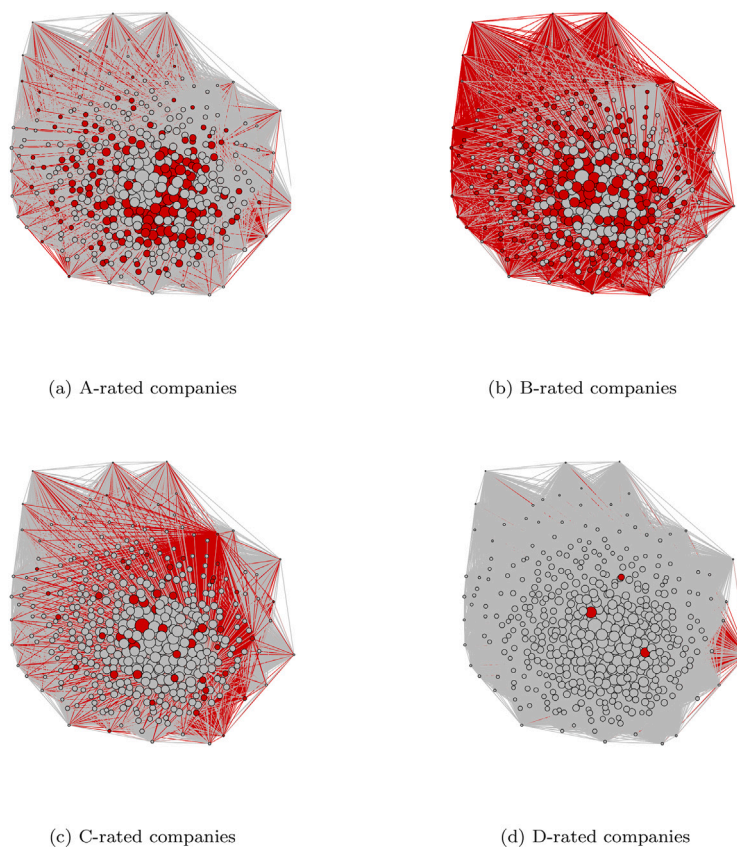 (a) A-rated companies
(b) B-rated companies
(c) C-rated companies
(d) D-rated companies